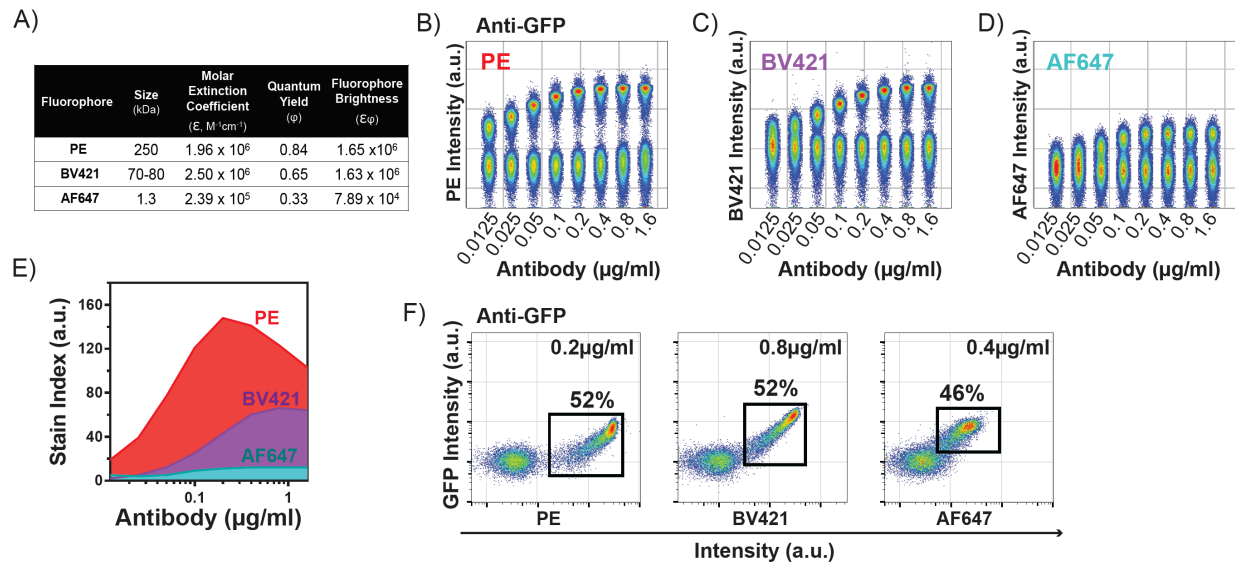 A)
Fluorophore Size (kDa) Molar Extinction Coefficient (ε, M⁻¹cm⁻¹) Quantum Yield (φ) Fluorophore Brightness (εφ)
PE 250 1.96 x 10⁶ 0.84 1.65 x10⁶
BV421 70-80 2.50 x 10⁶ 0.65 1.63 x 10⁶
AF647 1.3 2.39 x 10⁵ 0.33 7.89 x 10⁴
B)
Anti-GFP
PE
PE Intensity (a.u.)
0.0125 0.025 0.05 0.1 0.2 0.4 0.8 1.6
Antibody (µg/ml)
C)
BV421
BV421 Intensity (a.u.)
0.0125 0.025 0.05 0.1 0.2 0.4 0.8 1.6
Antibody (µg/ml)
D)
AF647
AF647 Intensity (a.u.)
0.0125 0.025 0.05 0.1 0.2 0.4 0.8 1.6
Antibody (µg/ml)
E)
Stain Index (a.u.)
160
120
80
40
0
PE
BV421
AF647
0.1 1
Antibody (µg/ml)
F)
Anti-GFP
GFP Intensity (a.u.)
0.2µg/ml
52%
PE
0.8µg/ml
52%
BV421
0.4µg/ml
46%
AF647
Intensity (a.u.)